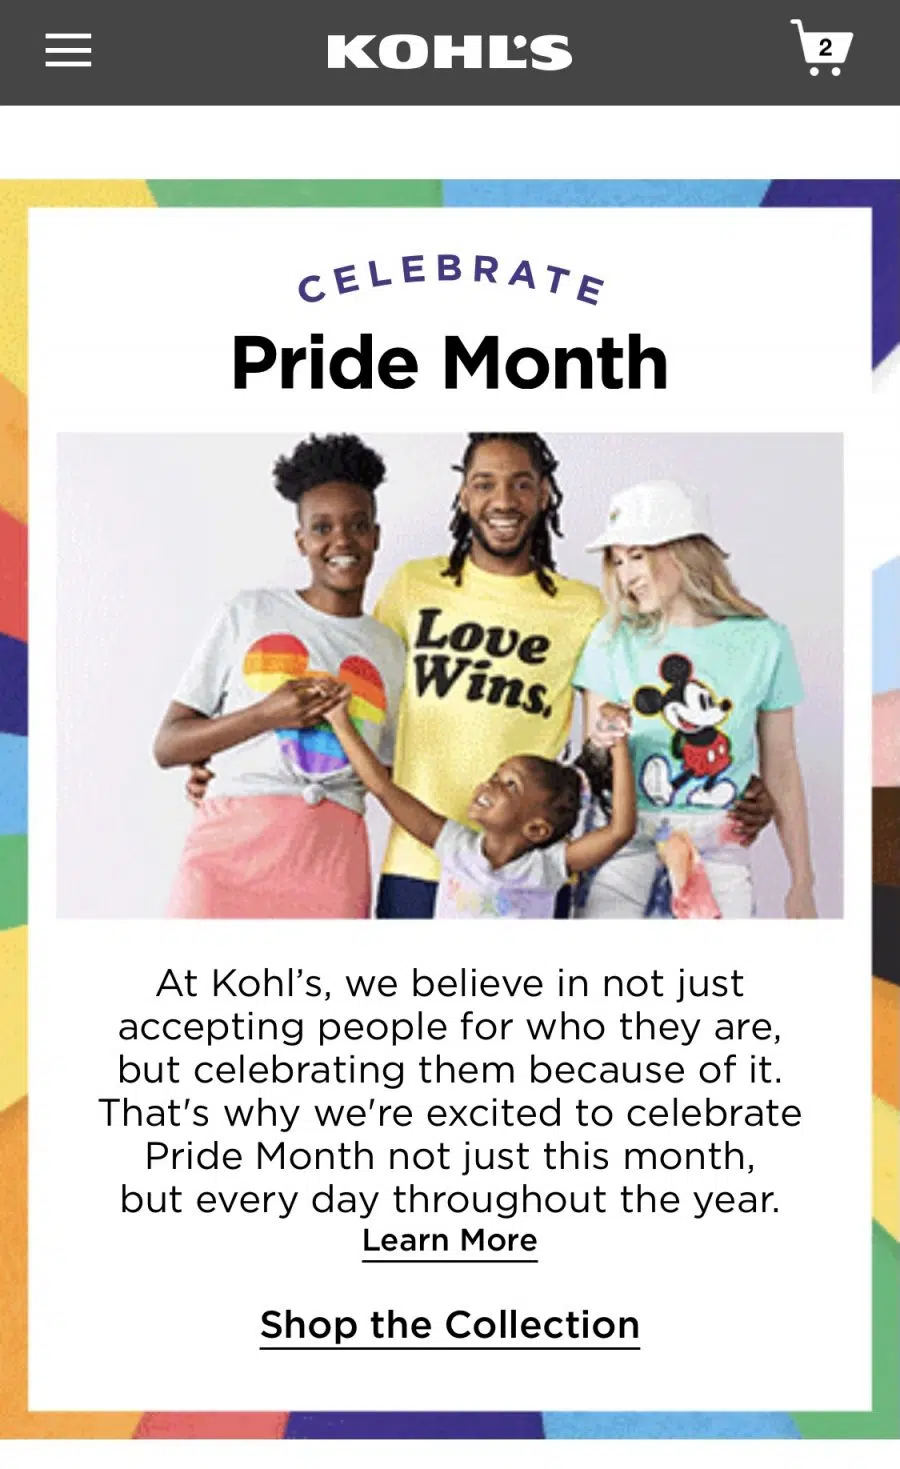 KOHL'S
2
CELEBRATE
Pride Month
Love
Wins.
At Kohl’s, we believe in not just
accepting people for who they are,
but celebrating them because of it.
That's why we're excited to celebrate
Pride Month not just this month,
but every day throughout the year.
Learn More
Shop the Collection